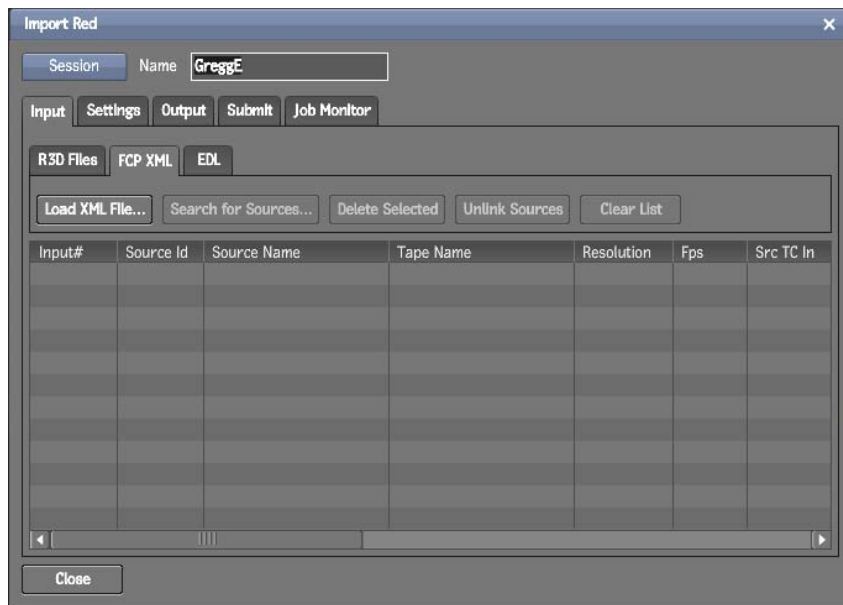 Import Red
Session Name GreggE
Input Settings Output Submit Job Monitor
R3D Files FCP XML EDL
Load XML File... Search for Sources... Delete Selected Unlink Sources Clear List
Input# Source Id Source Name Tape Name Resolution Fps Src TC In
Close